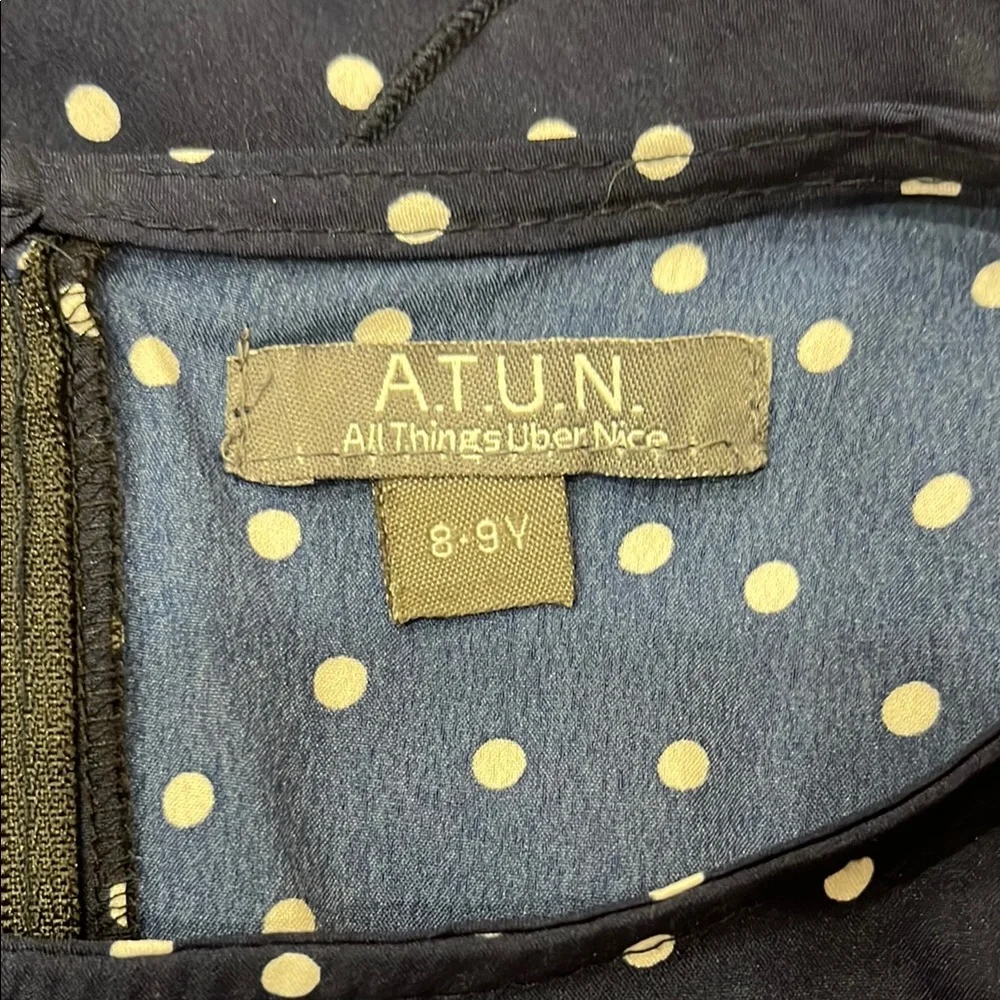 A.T.U.N.
All Things Uber Nice
8-9Y